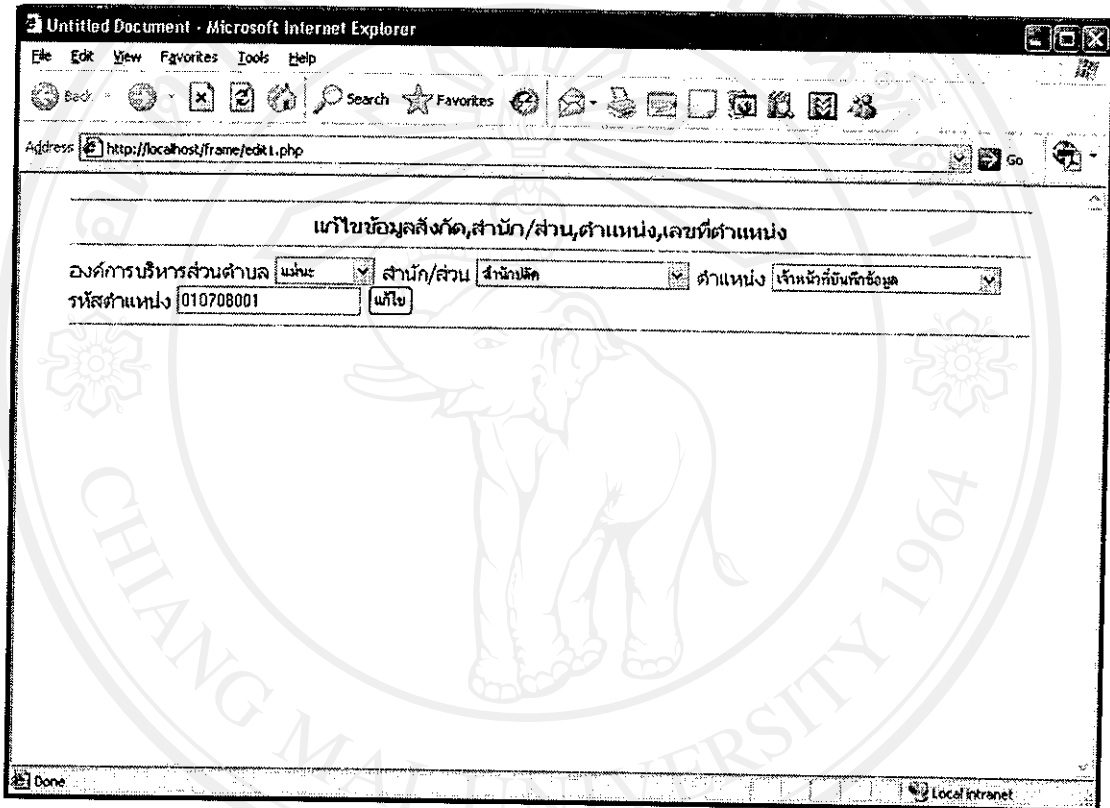 Untitled Document - Microsoft Internet Explorer
File Edit View Favorites Tools Help
Back Search Favorites
Address http://localhost/frame/edit1.php Go
แก้ไขข้อมูลสังกัด,สำนัก/ส่วน,ตำแหน่ง,เลขที่ตำแหน่ง
องค์การบริหารส่วนตำบล แม่นะ สำนัก/ส่วน สำนักปลัด ตำแหน่ง เจ้าหน้าที่บันทึกข้อมูล
รหัสตำแหน่ง 010708001 แก้ไข
CHIANG MAI UNIVERSITY 1964
Done Local intranet